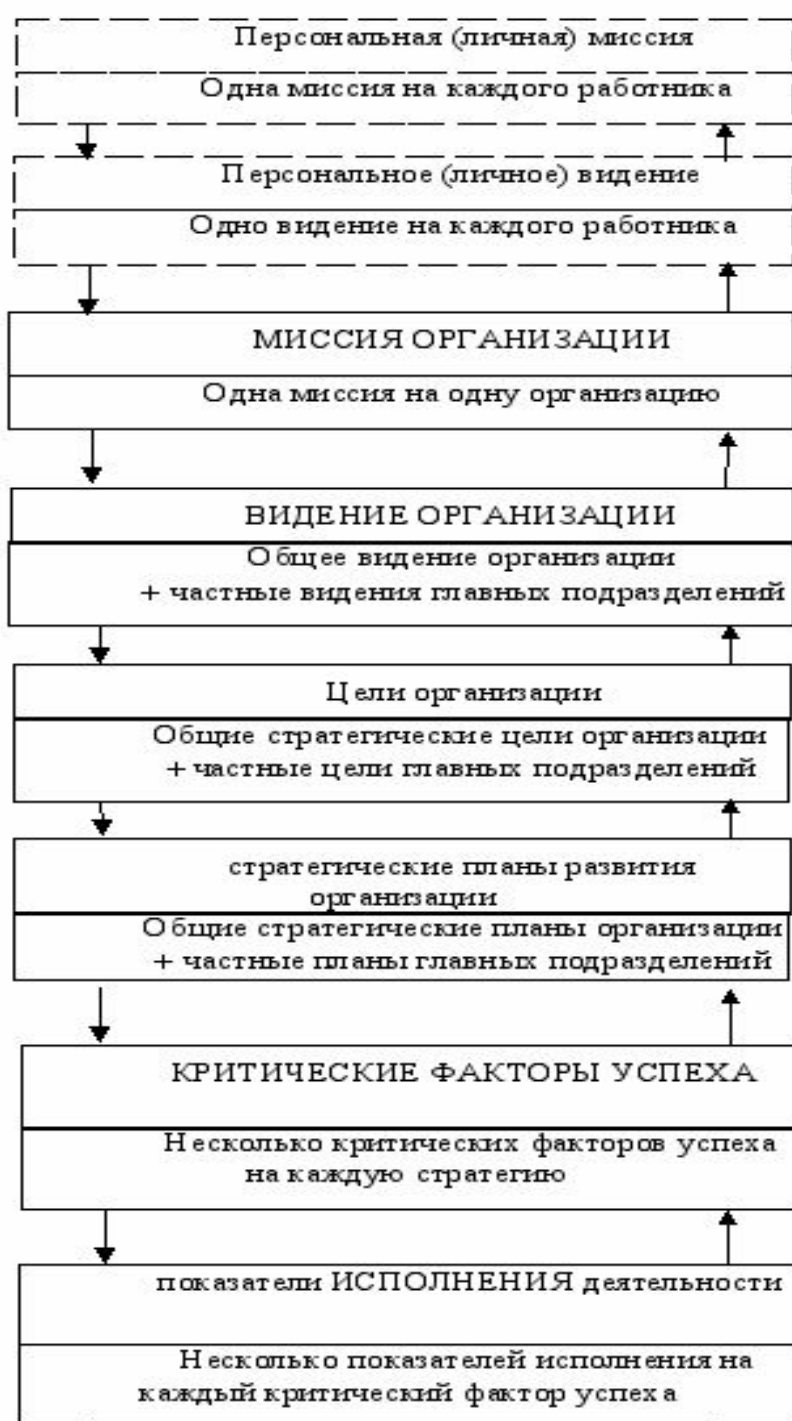 Персональная (личная) миссия
Одна миссия на каждого работника
Персональное (личное) видение
Одно видение на каждого работника
МИССИЯ ОРГАНИЗАЦИИ
Одна миссия на одну организацию
ВИДЕНИЕ ОРГАНИЗАЦИИ
Общее видение организации
+ частные видения главных подразделений
Цели организации
Общие стратегические цели организации
+ частные цели главных подразделений
стратегические планы развития
организации
Общие стратегические планы организации
+ частные планы главных подразделений
КРИТИЧЕСКИЕ ФАКТОРЫ УСПЕХА
Несколько критических факторов успеха
на каждую стратегию
показатели ИСПОЛНЕНИЯ деятельности
Несколько показателей исполнения на
каждый критический фактор успеха